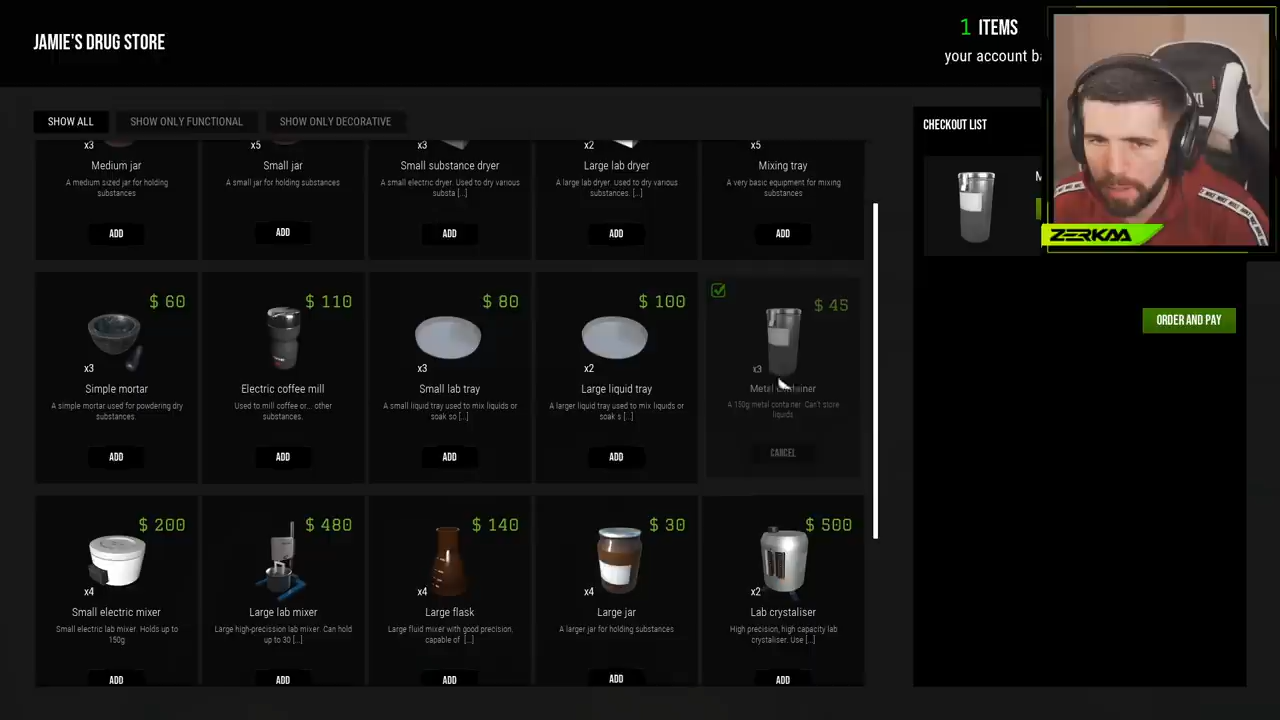 JAMIE'S DRUG STORE
1 ITEMS
your account ba
SHOW ALL
SHOW ONLY FUNCTIONAL
SHOW ONLY DECORATIVE
CHECKOUT LIST
x3
x5
x3
x2
x5
Medium jar
A medium sized jar for holding
substances
ADD
Small jar
A small jar for holding substances
ADD
Small substance dryer
A small electric dryer. Used to dry various
substa [...]
ADD
Large lab dryer
A large lab dryer. Used to dry various
substances. [...]
ADD
Mixing tray
A very basic equipment for mixing
substances
ADD
ZERKAA
ORDER AND PAY
$ 60
x3
Simple mortar
A simple mortar used for powdering dry
substances.
ADD
$ 110
Electric coffee mill
Used to mill coffee or... other
substances.
ADD
$ 80
x3
Small lab tray
A small liquid tray used to mix liquids or
soak so [...]
ADD
$ 100
x2
Large liquid tray
A larger liquid tray used to mix liquids or
soak s [...]
ADD
$ 45
x3
Metal container
A 150g metal container. Can't store
liquids
CANCEL
$ 200
x4
Small electric mixer
Small electric lab mixer. Holds up to
150g.
ADD
$ 480
Large lab mixer
Large high-precission lab mixer. Can hold
up to 30 [...]
ADD
$ 140
x4
Large flask
Large fluid mixer with good precision,
capable of [...]
ADD
$ 30
x4
Large jar
A larger jar for holding substances
ADD
$ 500
x2
Lab crystaliser
High precision, high capacity lab
crystaliser. Use [...]
ADD